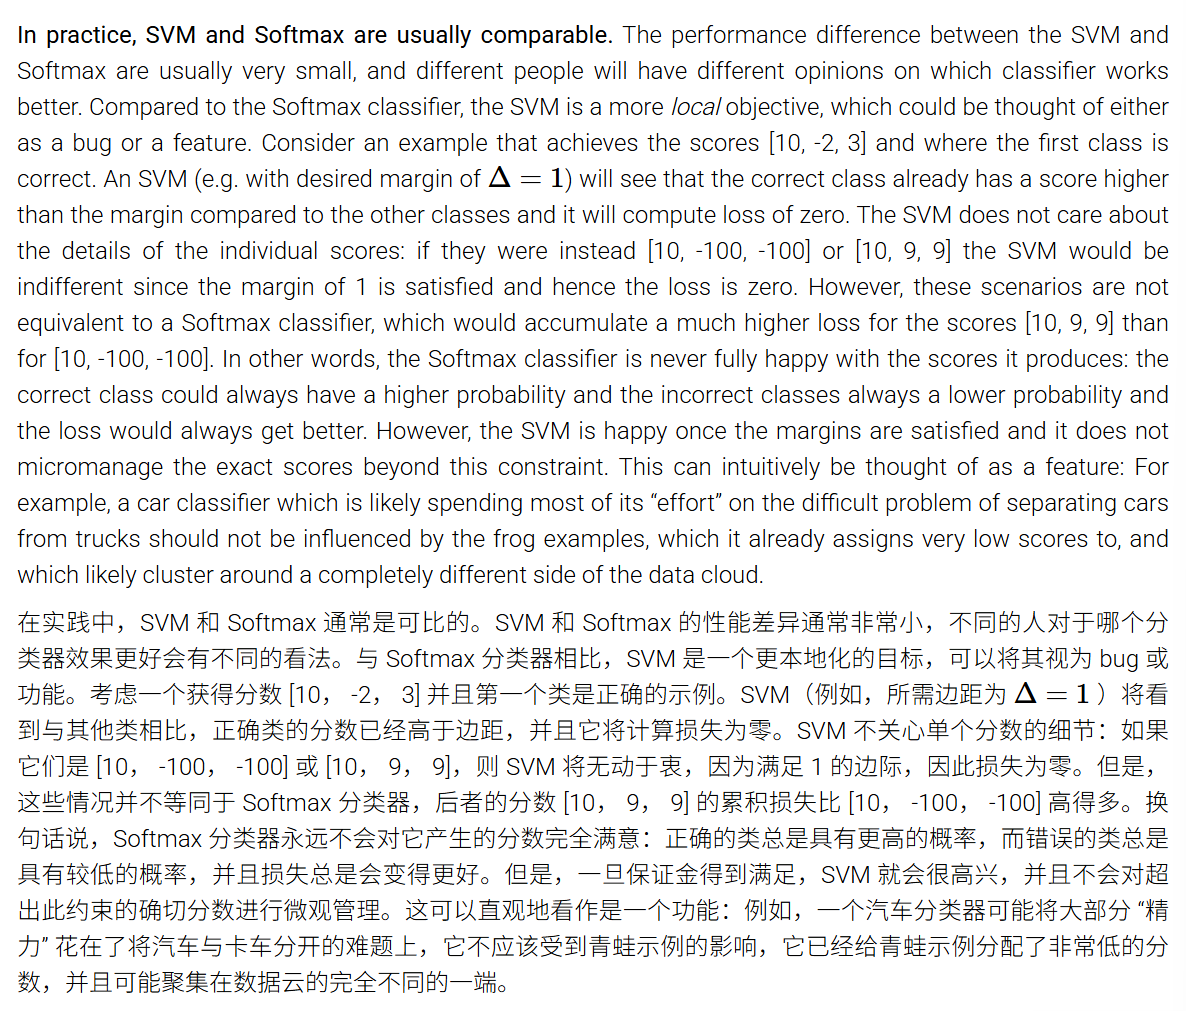 In practice, SVM and Softmax are usually comparable. The performance difference between the SVM and
Softmax are usually very small, and different people will have different opinions on which classifier works
better. Compared to the Softmax classifier, the SVM is a more local objective, which could be thought of either
as a bug or a feature. Consider an example that achieves the scores [10, -2, 3] and where the first class is
correct. An SVM (e.g. with desired margin of Δ = 1) will see that the correct class already has a score higher
than the margin compared to the other classes and it will compute loss of zero. The SVM does not care about
the details of the individual scores: if they were instead [10, -100, -100] or [10, 9, 9] the SVM would be
indifferent since the margin of 1 is satisfied and hence the loss is zero. However, these scenarios are not
equivalent to a Softmax classifier, which would accumulate a much higher loss for the scores [10, 9, 9] than
for [10, -100, -100]. In other words, the Softmax classifier is never fully happy with the scores it produces: the
correct class could always have a higher probability and the incorrect classes always a lower probability and
the loss would always get better. However, the SVM is happy once the margins are satisfied and it does not
micromanage the exact scores beyond this constraint. This can intuitively be thought of as a feature: For
example, a car classifier which is likely spending most of its “effort” on the difficult problem of separating cars
from trucks should not be influenced by the frog examples, which it already assigns very low scores to, and
which likely cluster around a completely different side of the data cloud.
在实践中，SVM 和 Softmax 通常是可比的。SVM 和 Softmax 的性能差异通常非常小，不同的人对于哪个分
类器效果更好会有不同的看法。与 Softmax 分类器相比，SVM 是一个更本地化的目标，可以将其视为 bug 或
功能。考虑一个获得分数 [10， -2， 3] 并且第一个类是正确的示例。SVM（例如，所需边距为 Δ = 1 ）将看
到与其他类相比，正确类的分数已经高于边距，并且它将计算损失为零。SVM 不关心单个分数的细节：如果
它们是 [10， -100， -100] 或 [10， 9， 9]，则 SVM 将无动于衷，因为满足 1 的边际，因此损失为零。但是，
这些情况并不等同于 Softmax 分类器，后者的分数 [10， 9， 9] 的累积损失比 [10， -100， -100] 高得多。换
句话说，Softmax 分类器永远不会对它产生的分数完全满意：正确的类总是具有更高的概率，而错误的类总是
具有较低的概率，并且损失总是会变得更好。但是，一旦保证金得到满足，SVM 就会很高兴，并且不会对超
出此约束的确切分数进行微观管理。这可以直观地看作是一个功能：例如，一个汽车分类器可能将大部分 “精
力” 花在了将汽车与卡车分开的难题上，它不应该受到青蛙示例的影响，它已经给青蛙示例分配了非常低的分
数，并且可能聚集在数据云的完全不同的一端。